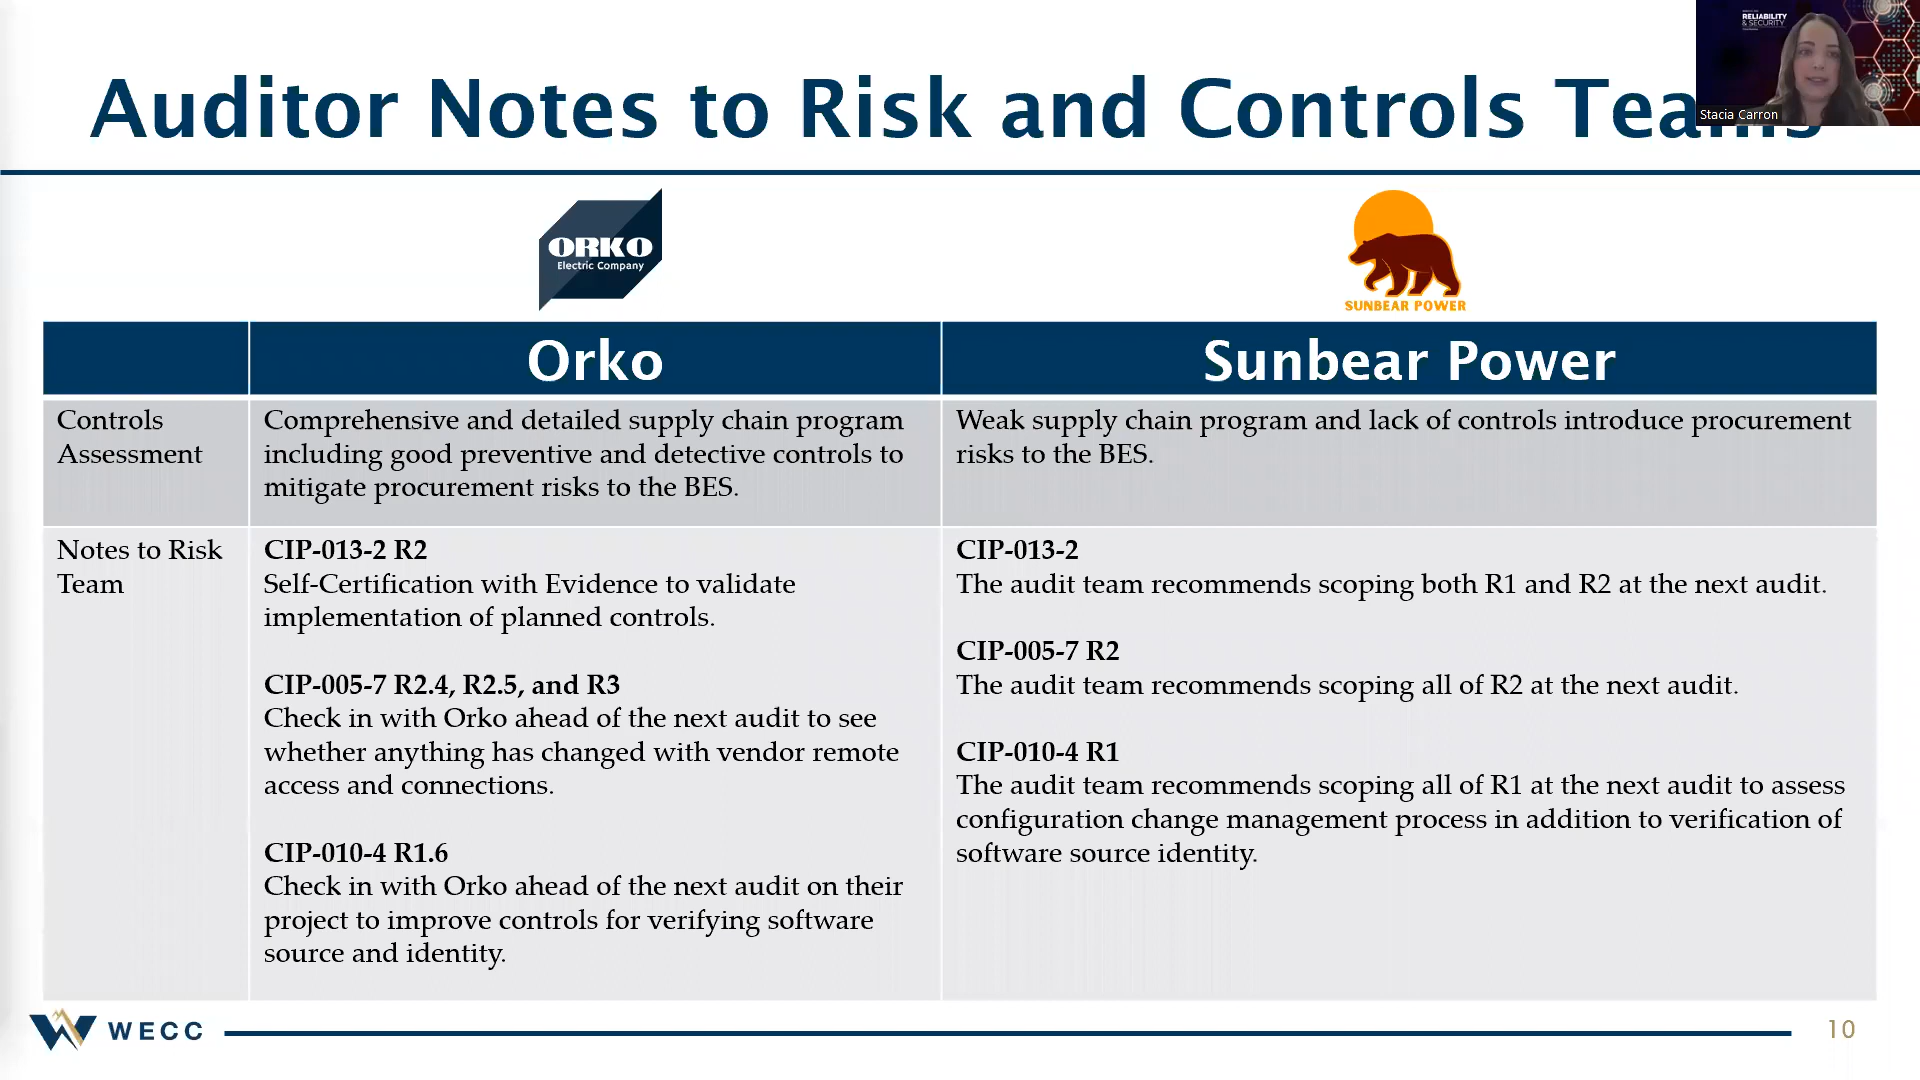 RELIABILITY
& SECURITY
Stacia Carron
Auditor Notes to Risk and Controls Teams
ORKO
Electric Company
SUNBEAR POWER
Orko
Sunbear Power
Controls
Assessment
Comprehensive and detailed supply chain program
including good preventive and detective controls to
mitigate procurement risks to the BES.
Weak supply chain program and lack of controls introduce procurement
risks to the BES.
Notes to Risk
Team
CIP-013-2 R2
Self-Certification with Evidence to validate
implementation of planned controls.
CIP-005-7 R2.4, R2.5, and R3
Check in with Orko ahead of the next audit to see
whether anything has changed with vendor remote
access and connections.
CIP-010-4 R1.6
Check in with Orko ahead of the next audit on their
project to improve controls for verifying software
source and identity.
CIP-013-2
The audit team recommends scoping both R1 and R2 at the next audit.
CIP-005-7 R2
The audit team recommends scoping all of R2 at the next audit.
CIP-010-4 R1
The audit team recommends scoping all of R1 at the next audit to assess
configuration change management process in addition to verification of
software source identity.
WECC
10